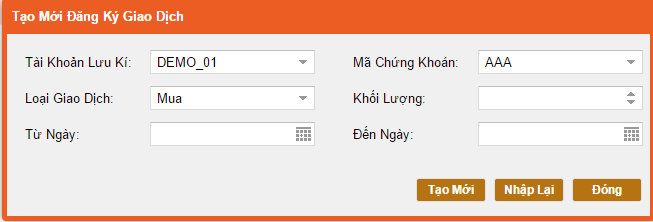 Tạo Mới Đăng Ký Giao Dịch
Tài Khoản Lưu Kí: DEMO_01 Mã Chứng Khoán: AAA
Loại Giao Dịch: Mua Khối Lượng:
Từ Ngày: Đến Ngày:
Tạo Mới Nhập Lại Đóng